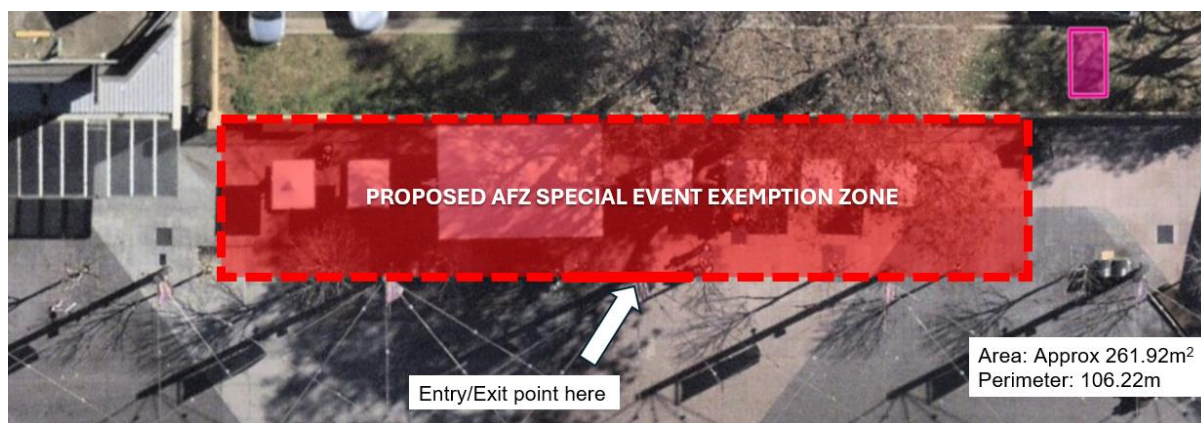 PROPOSED AFZ SPECIAL EVENT EXEMPTION ZONE
Entry/Exit point here
Area: Approx 261.92m²
Perimeter: 106.22m